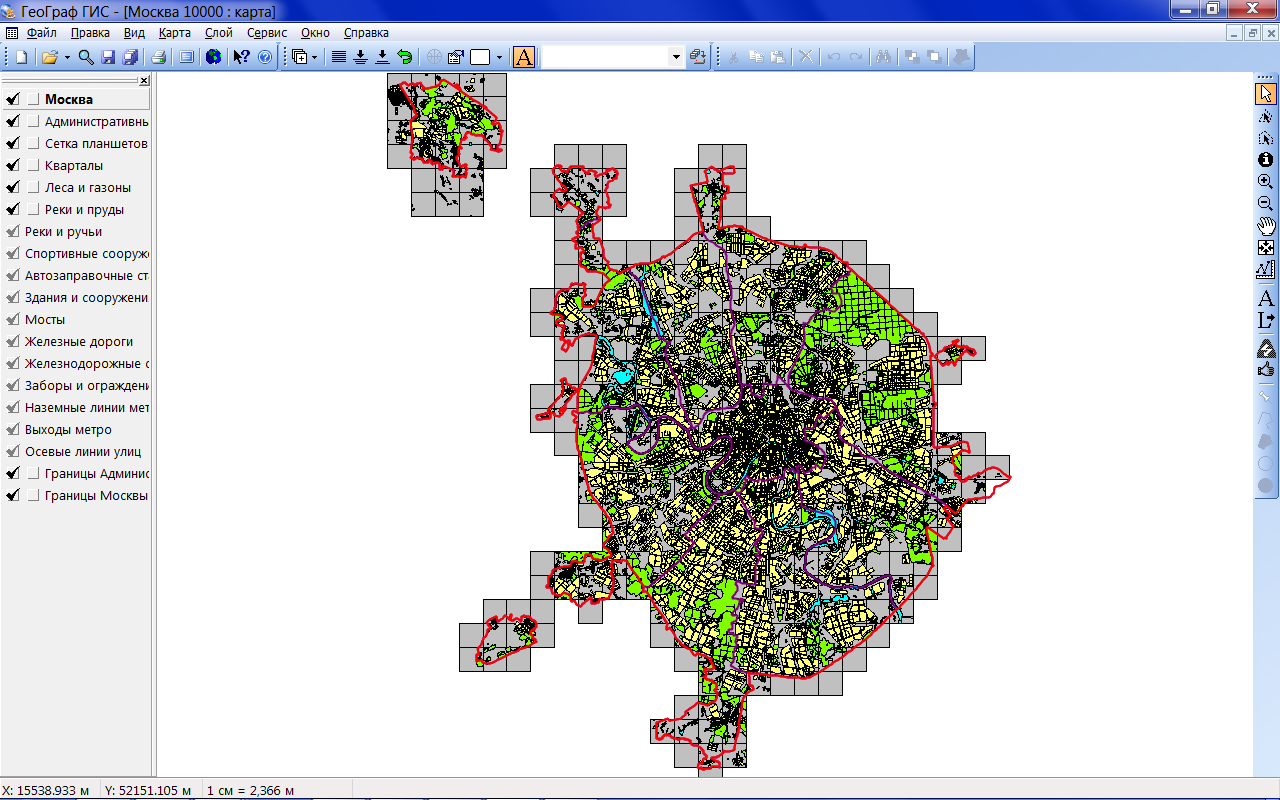 ГеоГраф ГИС - [Москва 10000 : карта]
Файл Правка Вид Карта Слой Сервис Окно Справка
Москва
Административнь
Сетка планшетов
Кварталы
Леса и газоны
Реки и пруды
Реки и ручьи
Спортивные сооруж
Автозаправочные ст
Здания и сооружени
Мосты
Железные дороги
Железнодорожные с
Заборы и ограждени
Наземные линии мет
Выходы метро
Осевые линии улиц
Границы Админис
Границы Москвы
X: 15538.933 м Y: 52151.105 м 1 см = 2,366 м